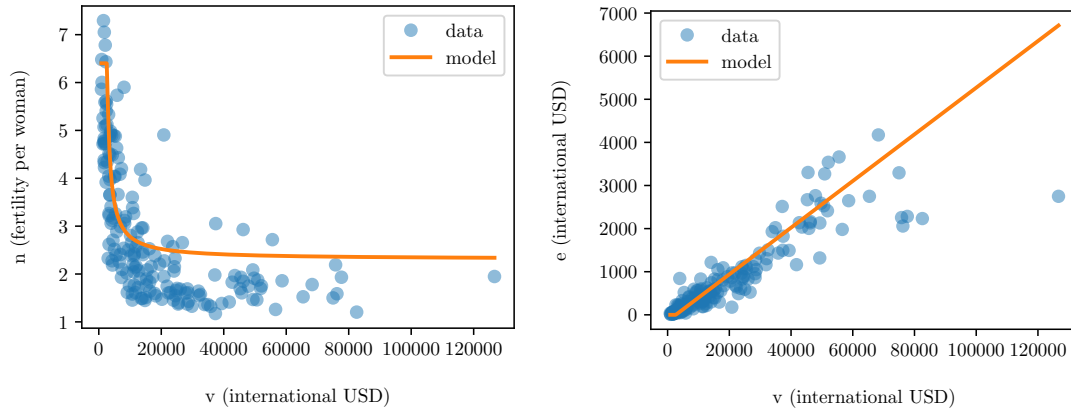 7
6
5
4
3
2
1
n (fertility per woman)
data
model
0 20000 40000 60000 80000 100000 120000
v (international USD)
7000
6000
5000
4000
3000
2000
1000
0
e (international USD)
data
model
0 20000 40000 60000 80000 100000 120000
v (international USD)